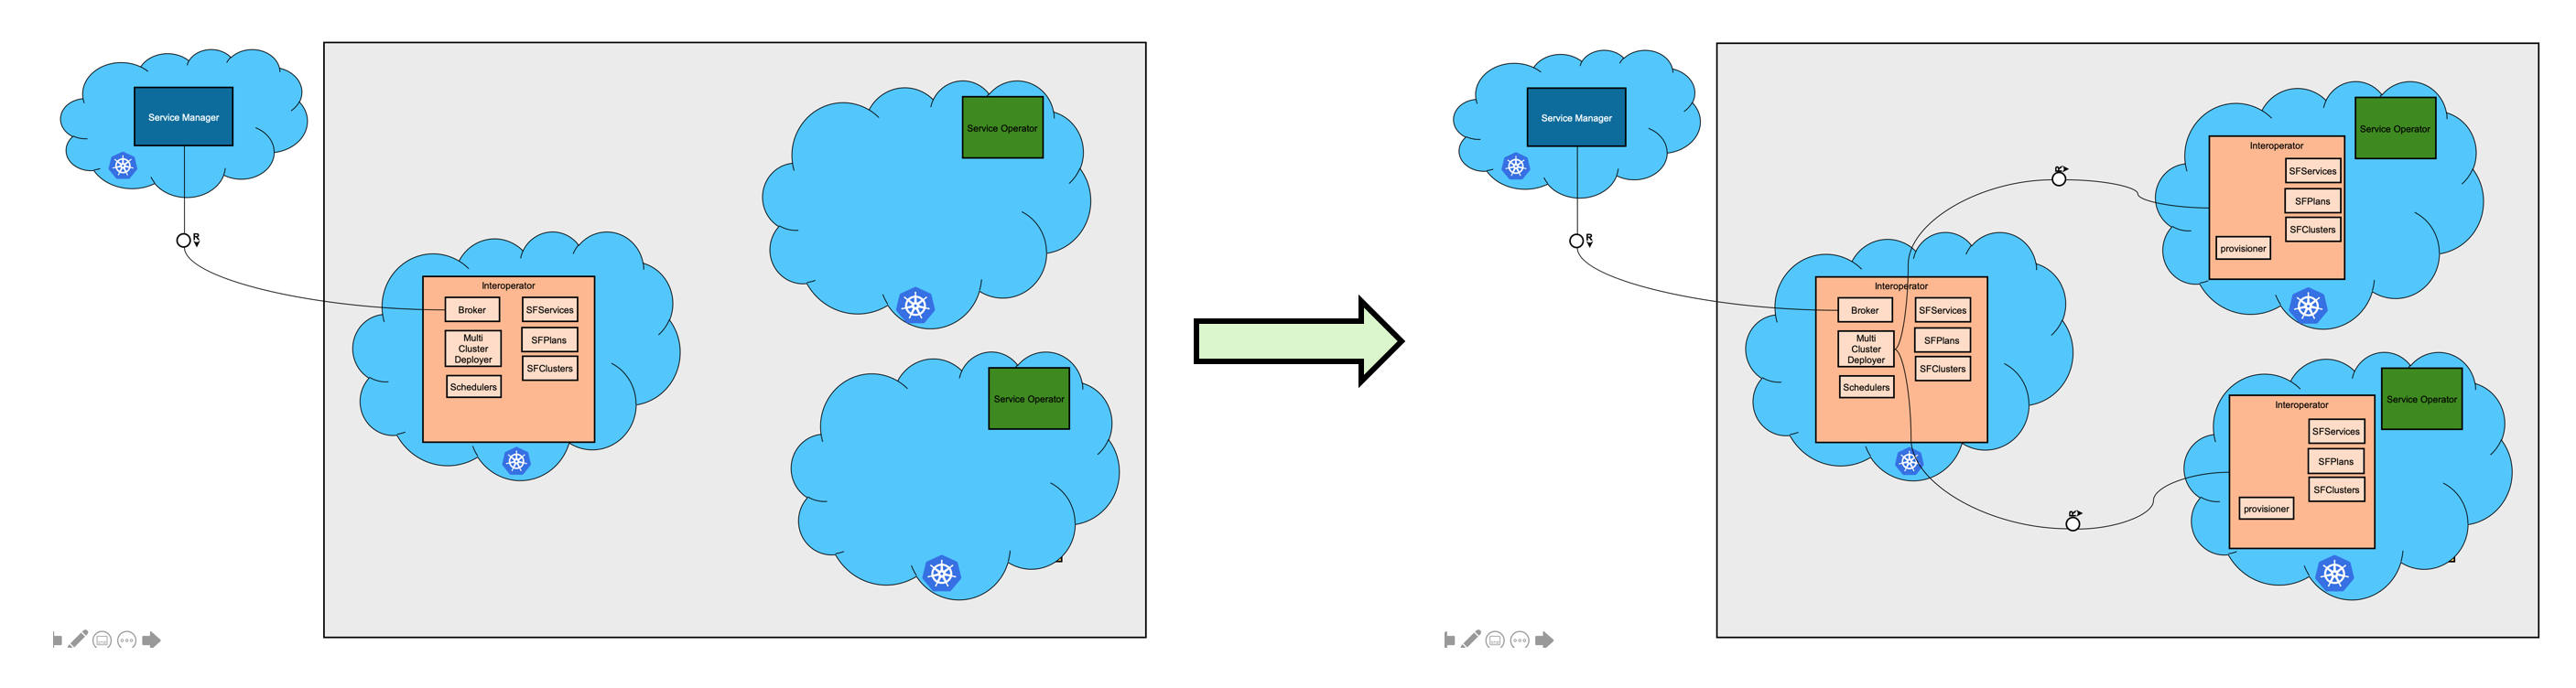 Service Manager
R
Service Operator
Interoperator
Broker
SFServices
Multi
Cluster
Deployer
SFPlans
SFClusters
Schedulers
Service Operator
Service Manager
R
R
Service Operator
Interoperator
SFServices
SFPlans
SFClusters
provisioner
Interoperator
Broker
SFServices
Multi
Cluster
Deployer
SFPlans
SFClusters
Schedulers
Service Operator
Interoperator
SFServices
SFPlans
SFClusters
provisioner
R